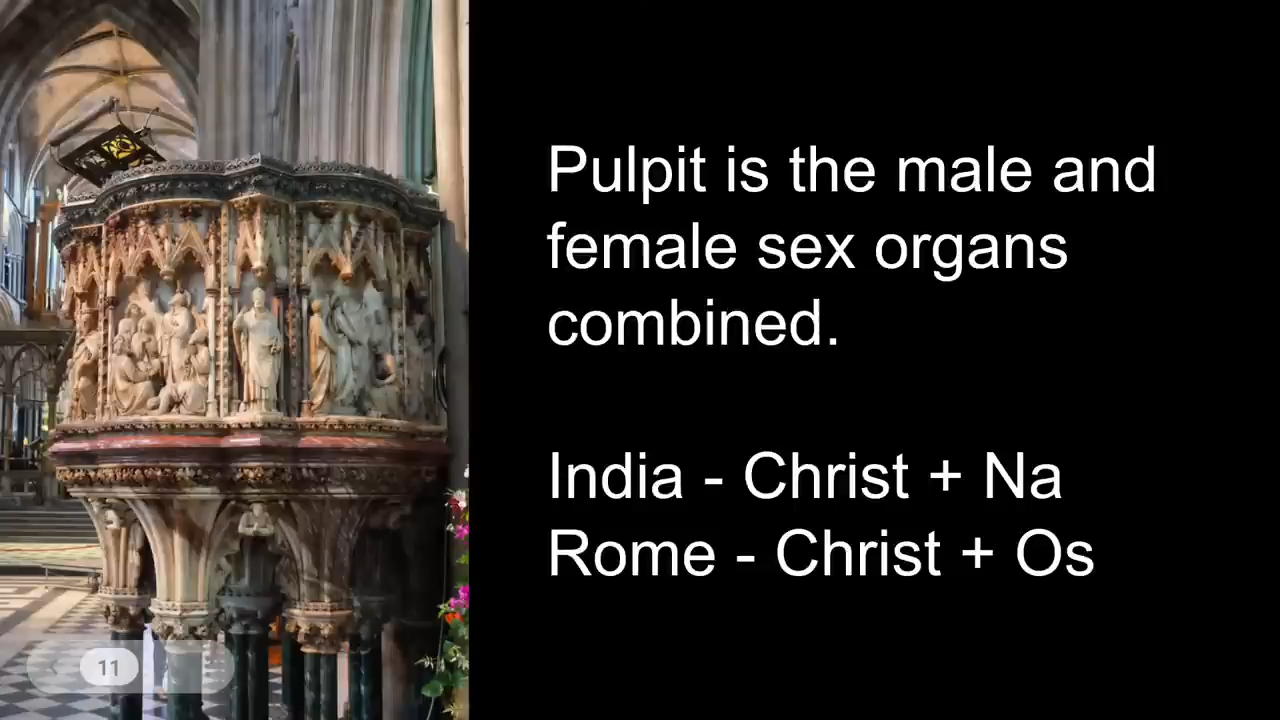 Pulpit is the male and
female sex organs
combined.
India - Christ + Na
Rome - Christ + Os
11